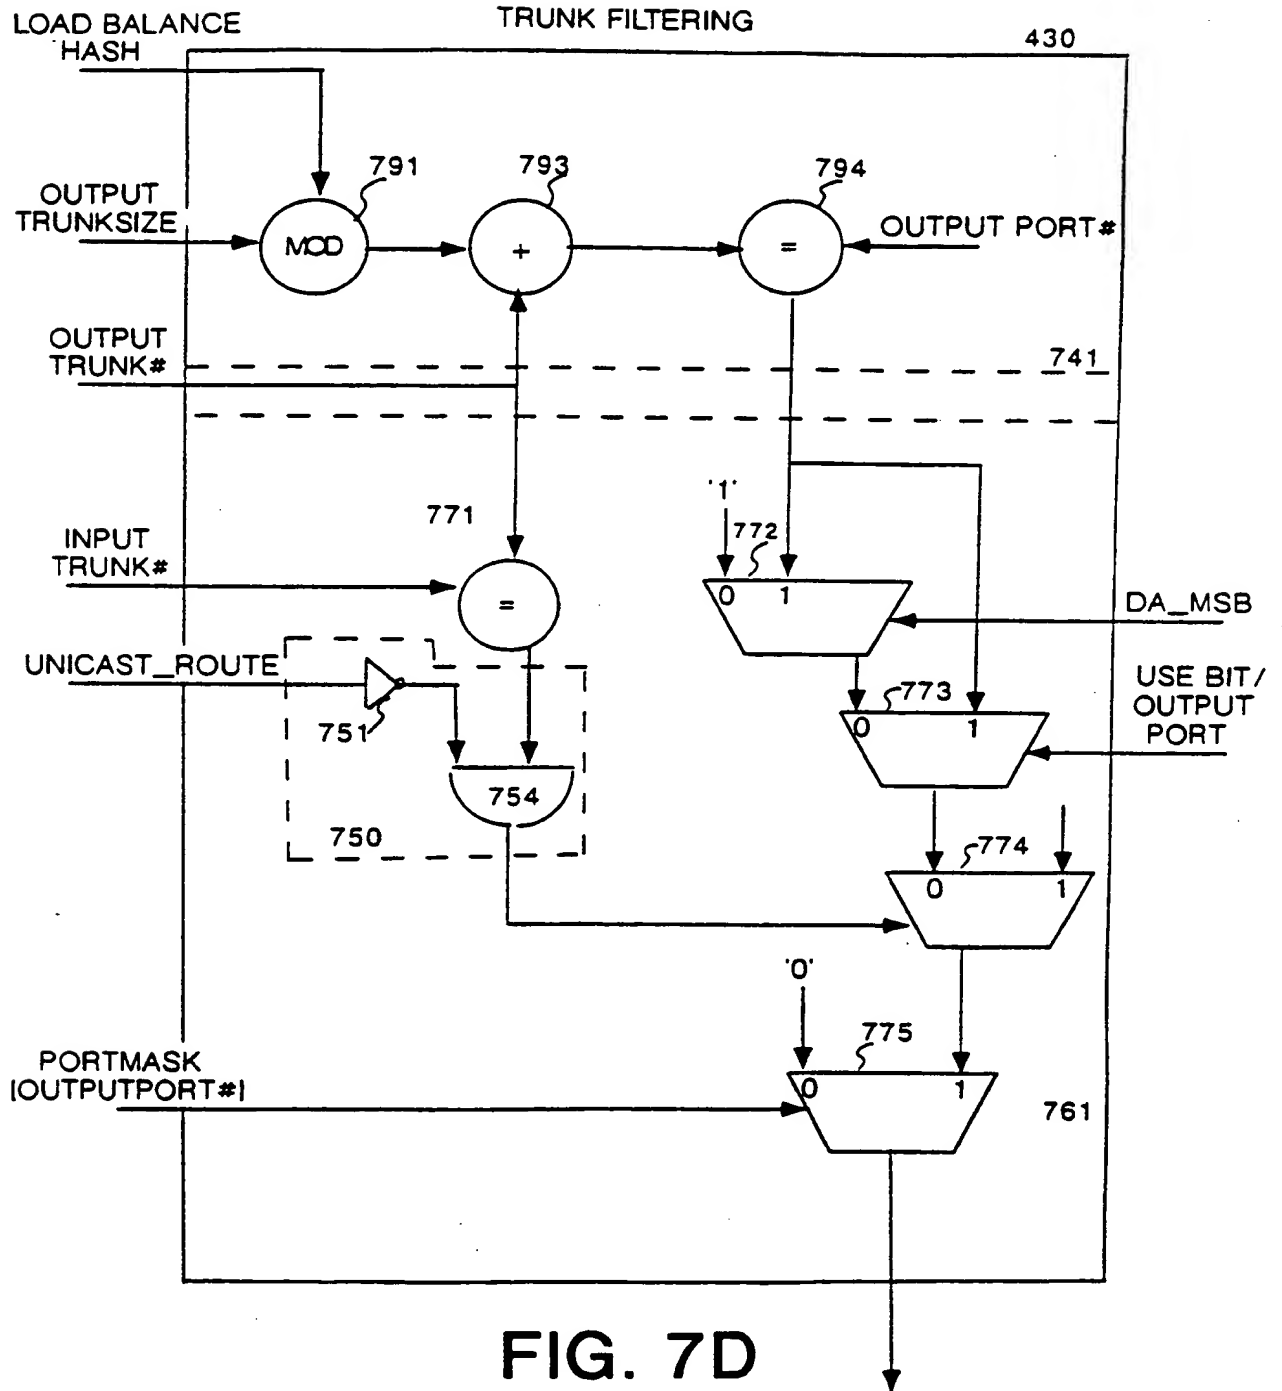 TRUNK FILTERING
LOAD BALANCE
HASH
430
791
793
794
OUTPUT
TRUNKSIZE
MOD
+
=
OUTPUT PORT#
OUTPUT
TRUNK#
741
'1'
771
772
INPUT
TRUNK#
=
0
1
DA_MSB
UNICAST_ROUTE
751
773
0
1
USE BIT/
OUTPUT
PORT
754
750
774
0
1
'0'
775
PORTMASK
[OUTPUTPORT#]
0
1
761
FIG. 7D